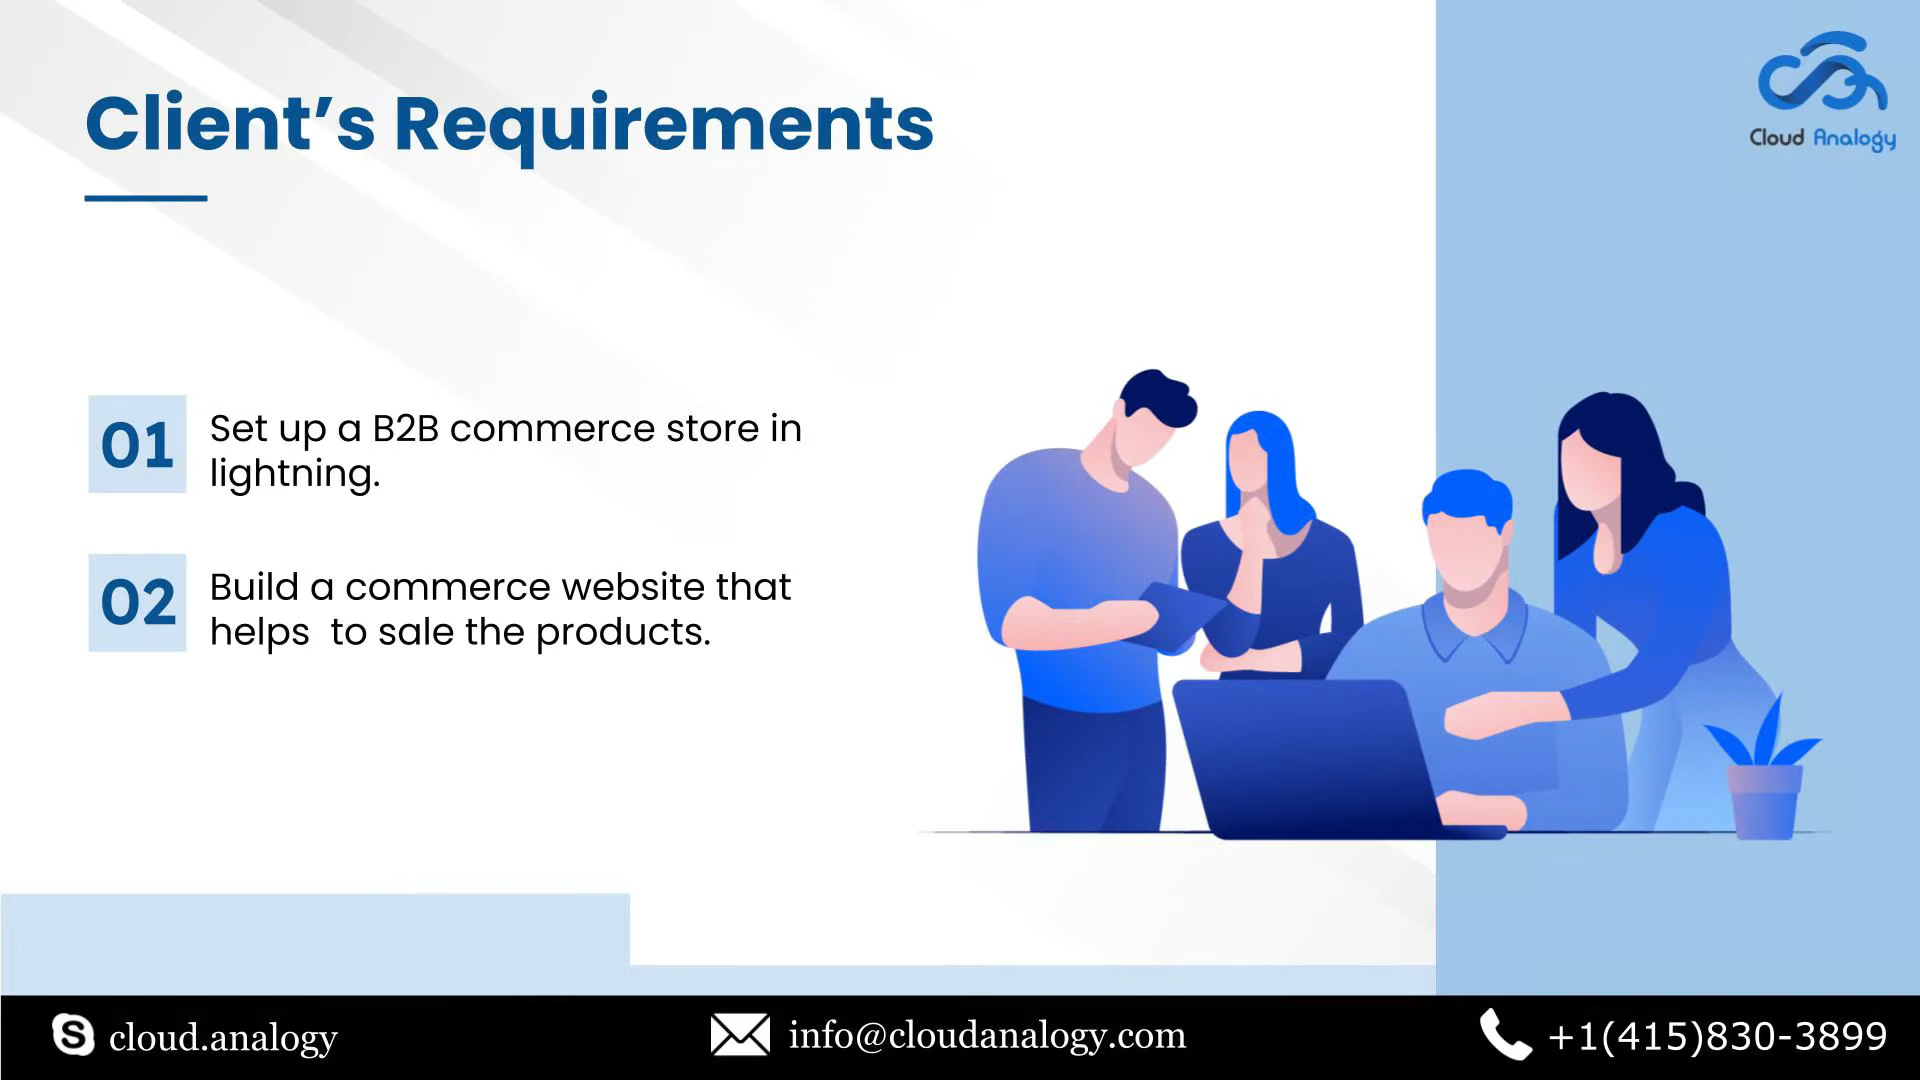 Client’s Requirements
Cloud Analogy
01
Set up a B2B commerce store in
lightning.
02
Build a commerce website that
helps  to sale the products.
cloud.analogy
info@cloudanalogy.com
+1(415)830-3899